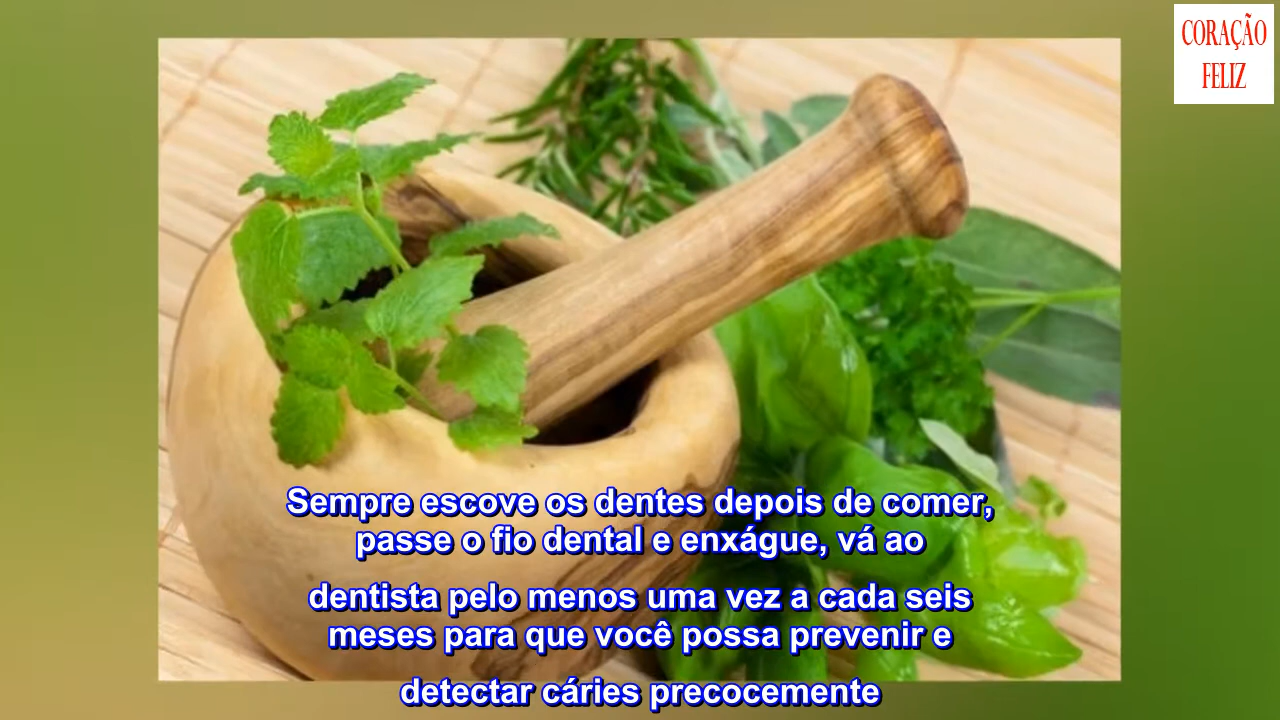 CORAÇÃO
FELIZ
Sempre escove os dentes depois de comer,
passe o fio dental e enxágue, vá ao
dentista pelo menos uma vez a cada seis
meses para que você possa prevenir e
detectar cáries precocemente